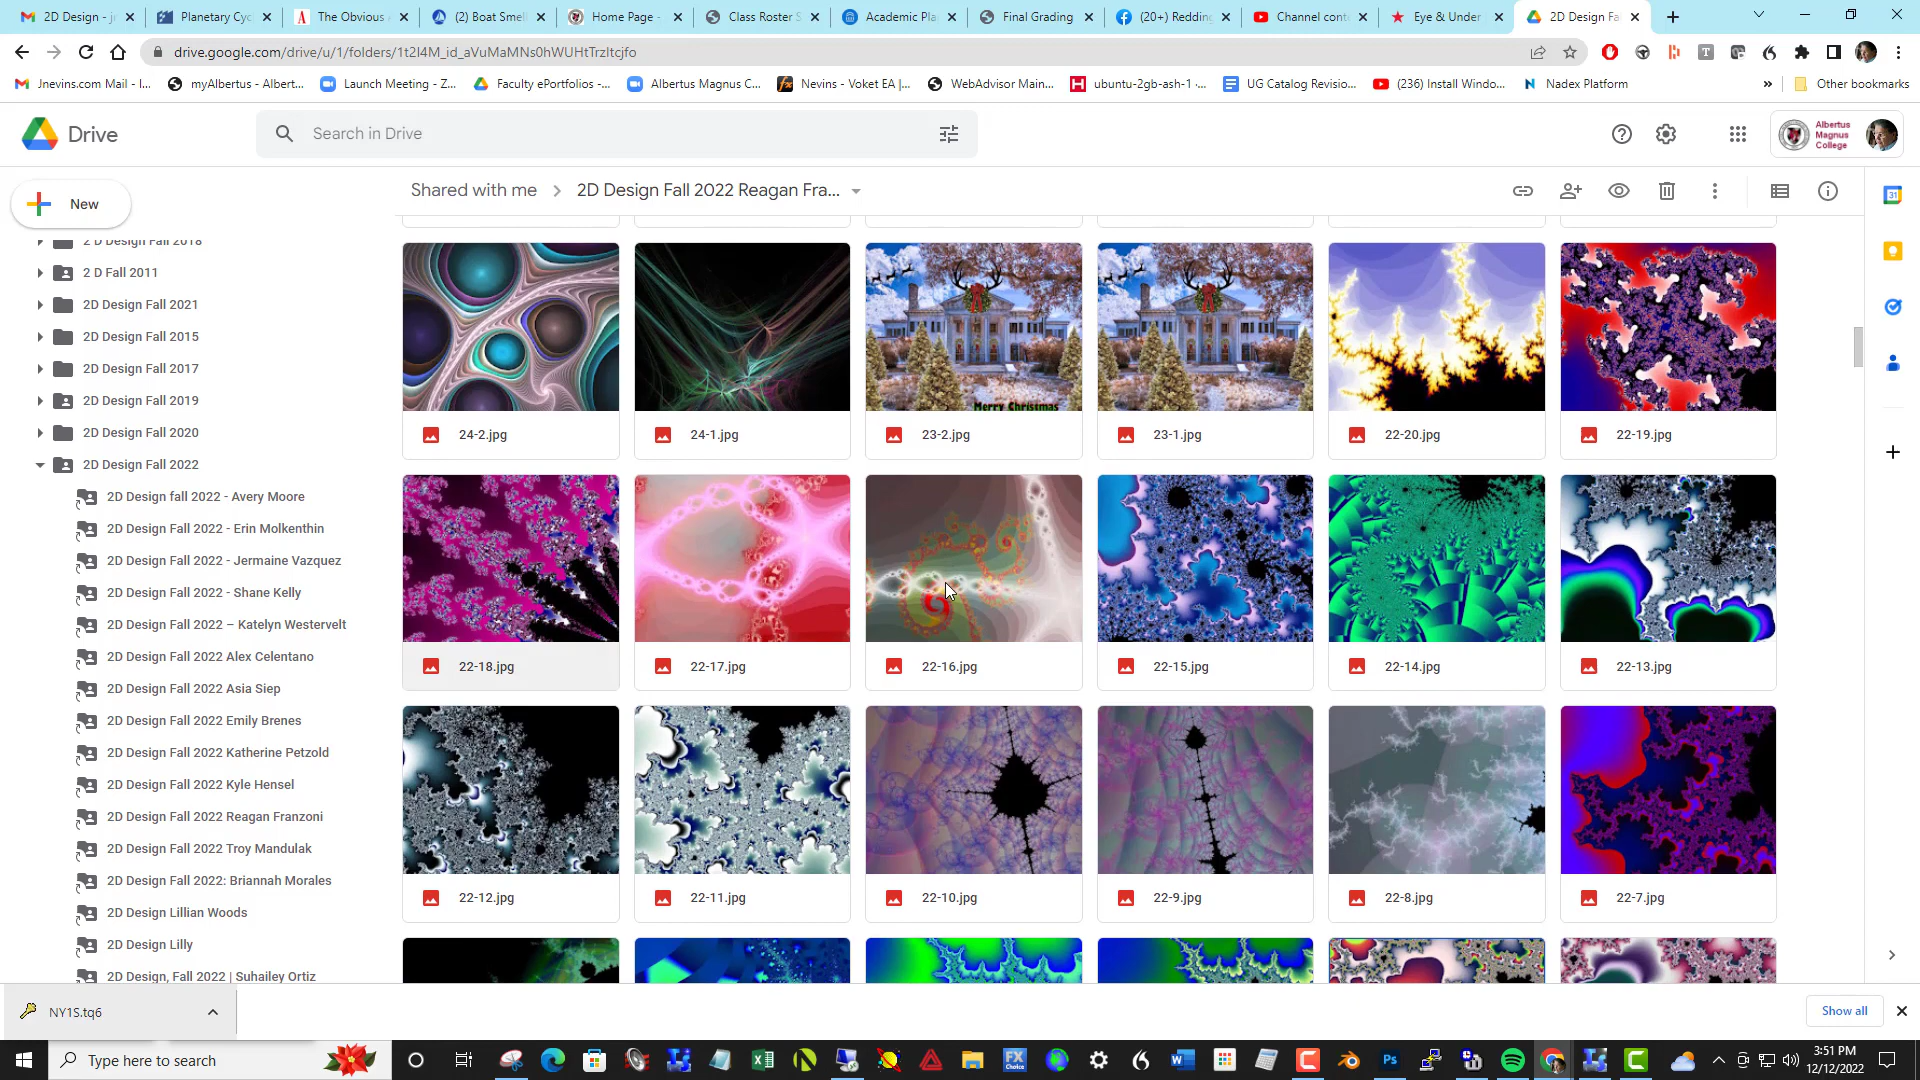 2D Design - jr
Planetary Cyc
The Obvious
(2) Boat Smel
Home Page -
Class Roster S
Academic Pla
Final Grading
(20+) Redding
Channel cont
Eye & Under
2D Design Fa
drive.google.com/drive/u/1/folders/1t2I4M_id_aVuMaMNs0hWUHtTrzItcjfo
Jnevins.com Mail - I...
myAlbertus - Albert...
Launch Meeting - Z...
Faculty ePortfolios -...
Albertus Magnus C...
Nevins - Voket EA |...
WebAdvisor Main...
ubuntu-2gb-ash-1 -...
UG Catalog Revisio...
(236) Install Windo...
Nadex Platform
»
Other bookmarks
Drive
Search in Drive
Albertus
Magnus
College
New
Shared with me > 2D Design Fall 2022 Reagan Fra...
2 D Design Fall 2018
2 D Fall 2011
2D Design Fall 2021
2D Design Fall 2015
2D Design Fall 2017
2D Design Fall 2019
2D Design Fall 2020
2D Design Fall 2022
2D Design fall 2022 - Avery Moore
2D Design Fall 2022 - Erin Molkenthin
2D Design Fall 2022 - Jermaine Vazquez
2D Design Fall 2022 - Shane Kelly
2D Design Fall 2022 – Katelyn Westervelt
2D Design Fall 2022 Alex Celentano
2D Design Fall 2022 Asia Siep
2D Design Fall 2022 Emily Brenes
2D Design Fall 2022 Katherine Petzold
2D Design Fall 2022 Kyle Hensel
2D Design Fall 2022 Reagan Franzoni
2D Design Fall 2022 Troy Mandulak
2D Design Fall 2022: Briannah Morales
2D Design Lillian Woods
2D Design Lilly
2D Design, Fall 2022 | Suhailey Ortiz
Merry Christmas
24-2.jpg
24-1.jpg
23-2.jpg
23-1.jpg
22-20.jpg
22-19.jpg
22-18.jpg
22-17.jpg
22-16.jpg
22-15.jpg
22-14.jpg
22-13.jpg
22-12.jpg
22-11.jpg
22-10.jpg
22-9.jpg
22-8.jpg
22-7.jpg
31
NY1S.tq6
Show all
Type here to search
FX
Choice
Ps
3:51 PM
12/12/2022